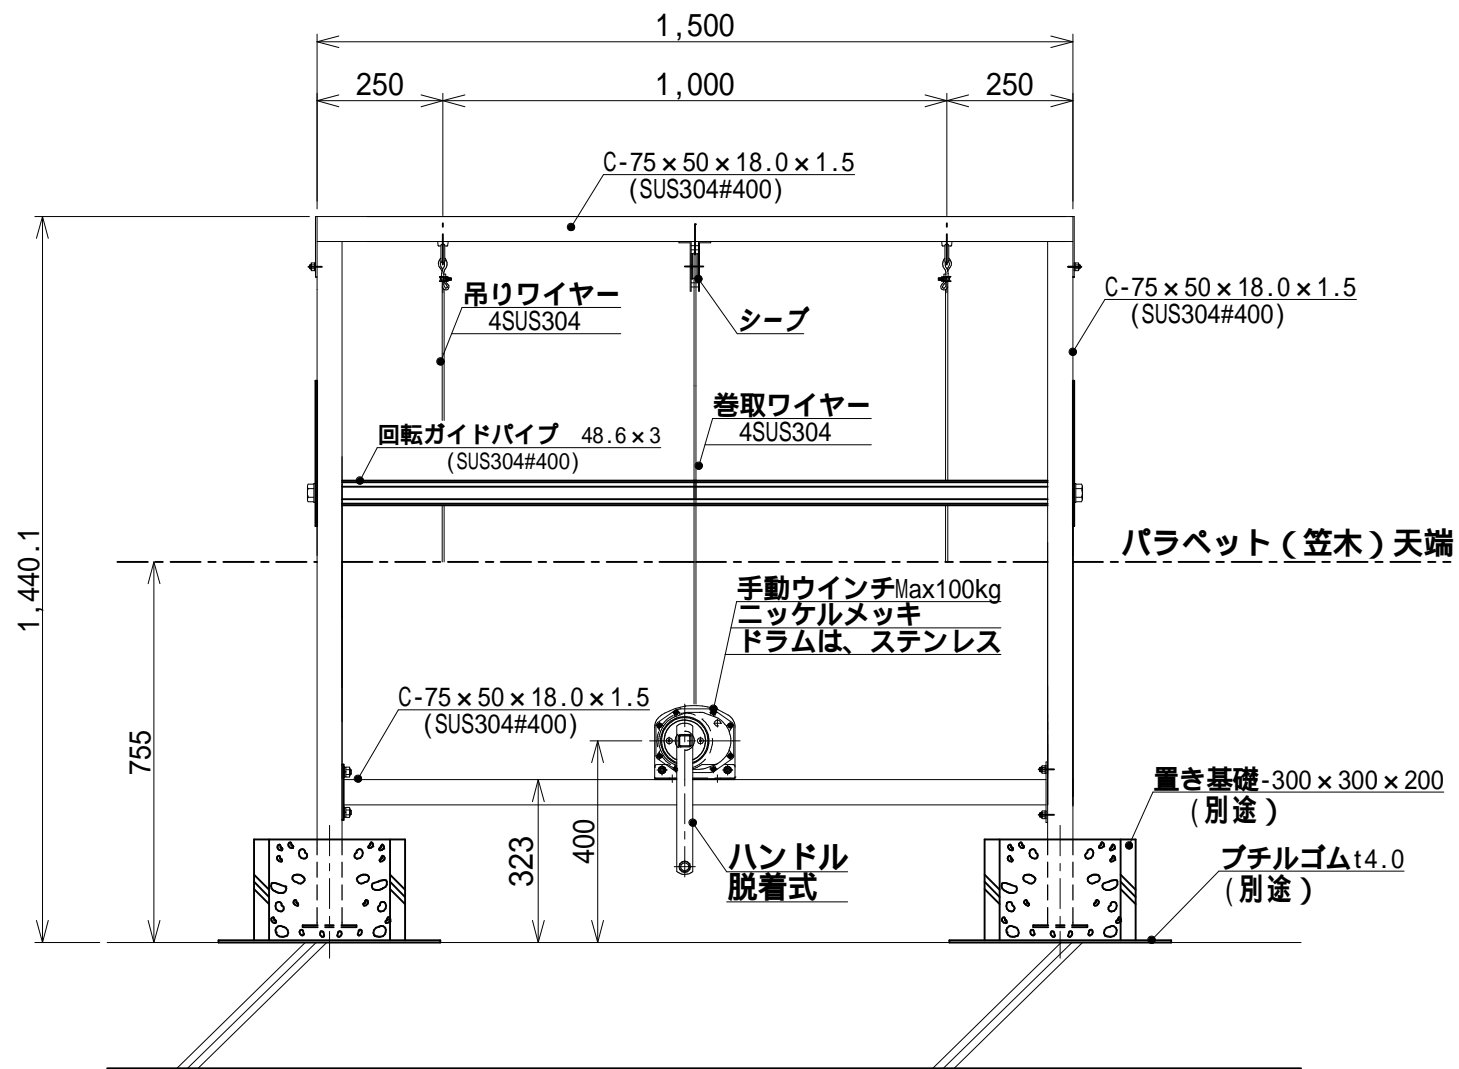 1,500
250
1,000
250
C-75×50×18.0×1.5
(SUS304#400)
C-75×50×18.0×1.5
(SUS304#400)
吊りワイヤー
4SUS304
シーブ
巻取ワイヤー
4SUS304
回転ガイドパイプ 48.6×3
(SUS304#400)
1,440.1
パラペット(笠木)天端
手動ウインチMax100kg
ニッケルメッキ
ドラムは、ステンレス
C-75×50×18.0×1.5
(SUS304#400)
755
323
400
置き基礎-300×300×200
(別途)
ハンドル
脱着式
ブチルゴムt4.0
(別途)